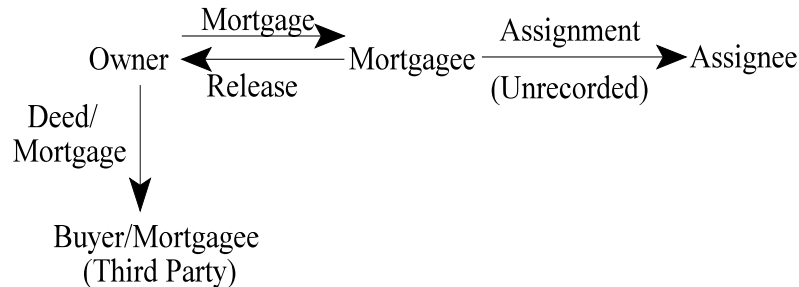 Mortgage
Owner
Mortgagee
Assignment
Assignee
Release
(Unrecorded)
Deed/
Mortgage
Buyer/Mortgagee
(Third Party)